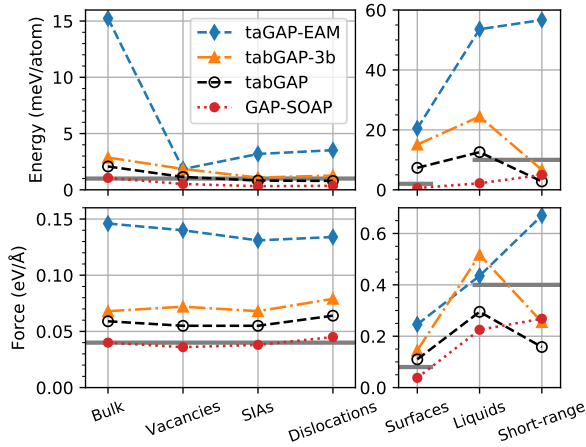 Energy (meV/atom)
15
10
5
0
taGAP-EAM
tabGAP-3b
tabGAP
GAP-SOAP
60
40
20
0
Force (eV/Å)
0.15
0.10
0.05
0.00
0.6
0.4
0.2
0.0
Bulk
Vacancies
SIAs
Dislocations
Surfaces
Liquids
Short-range